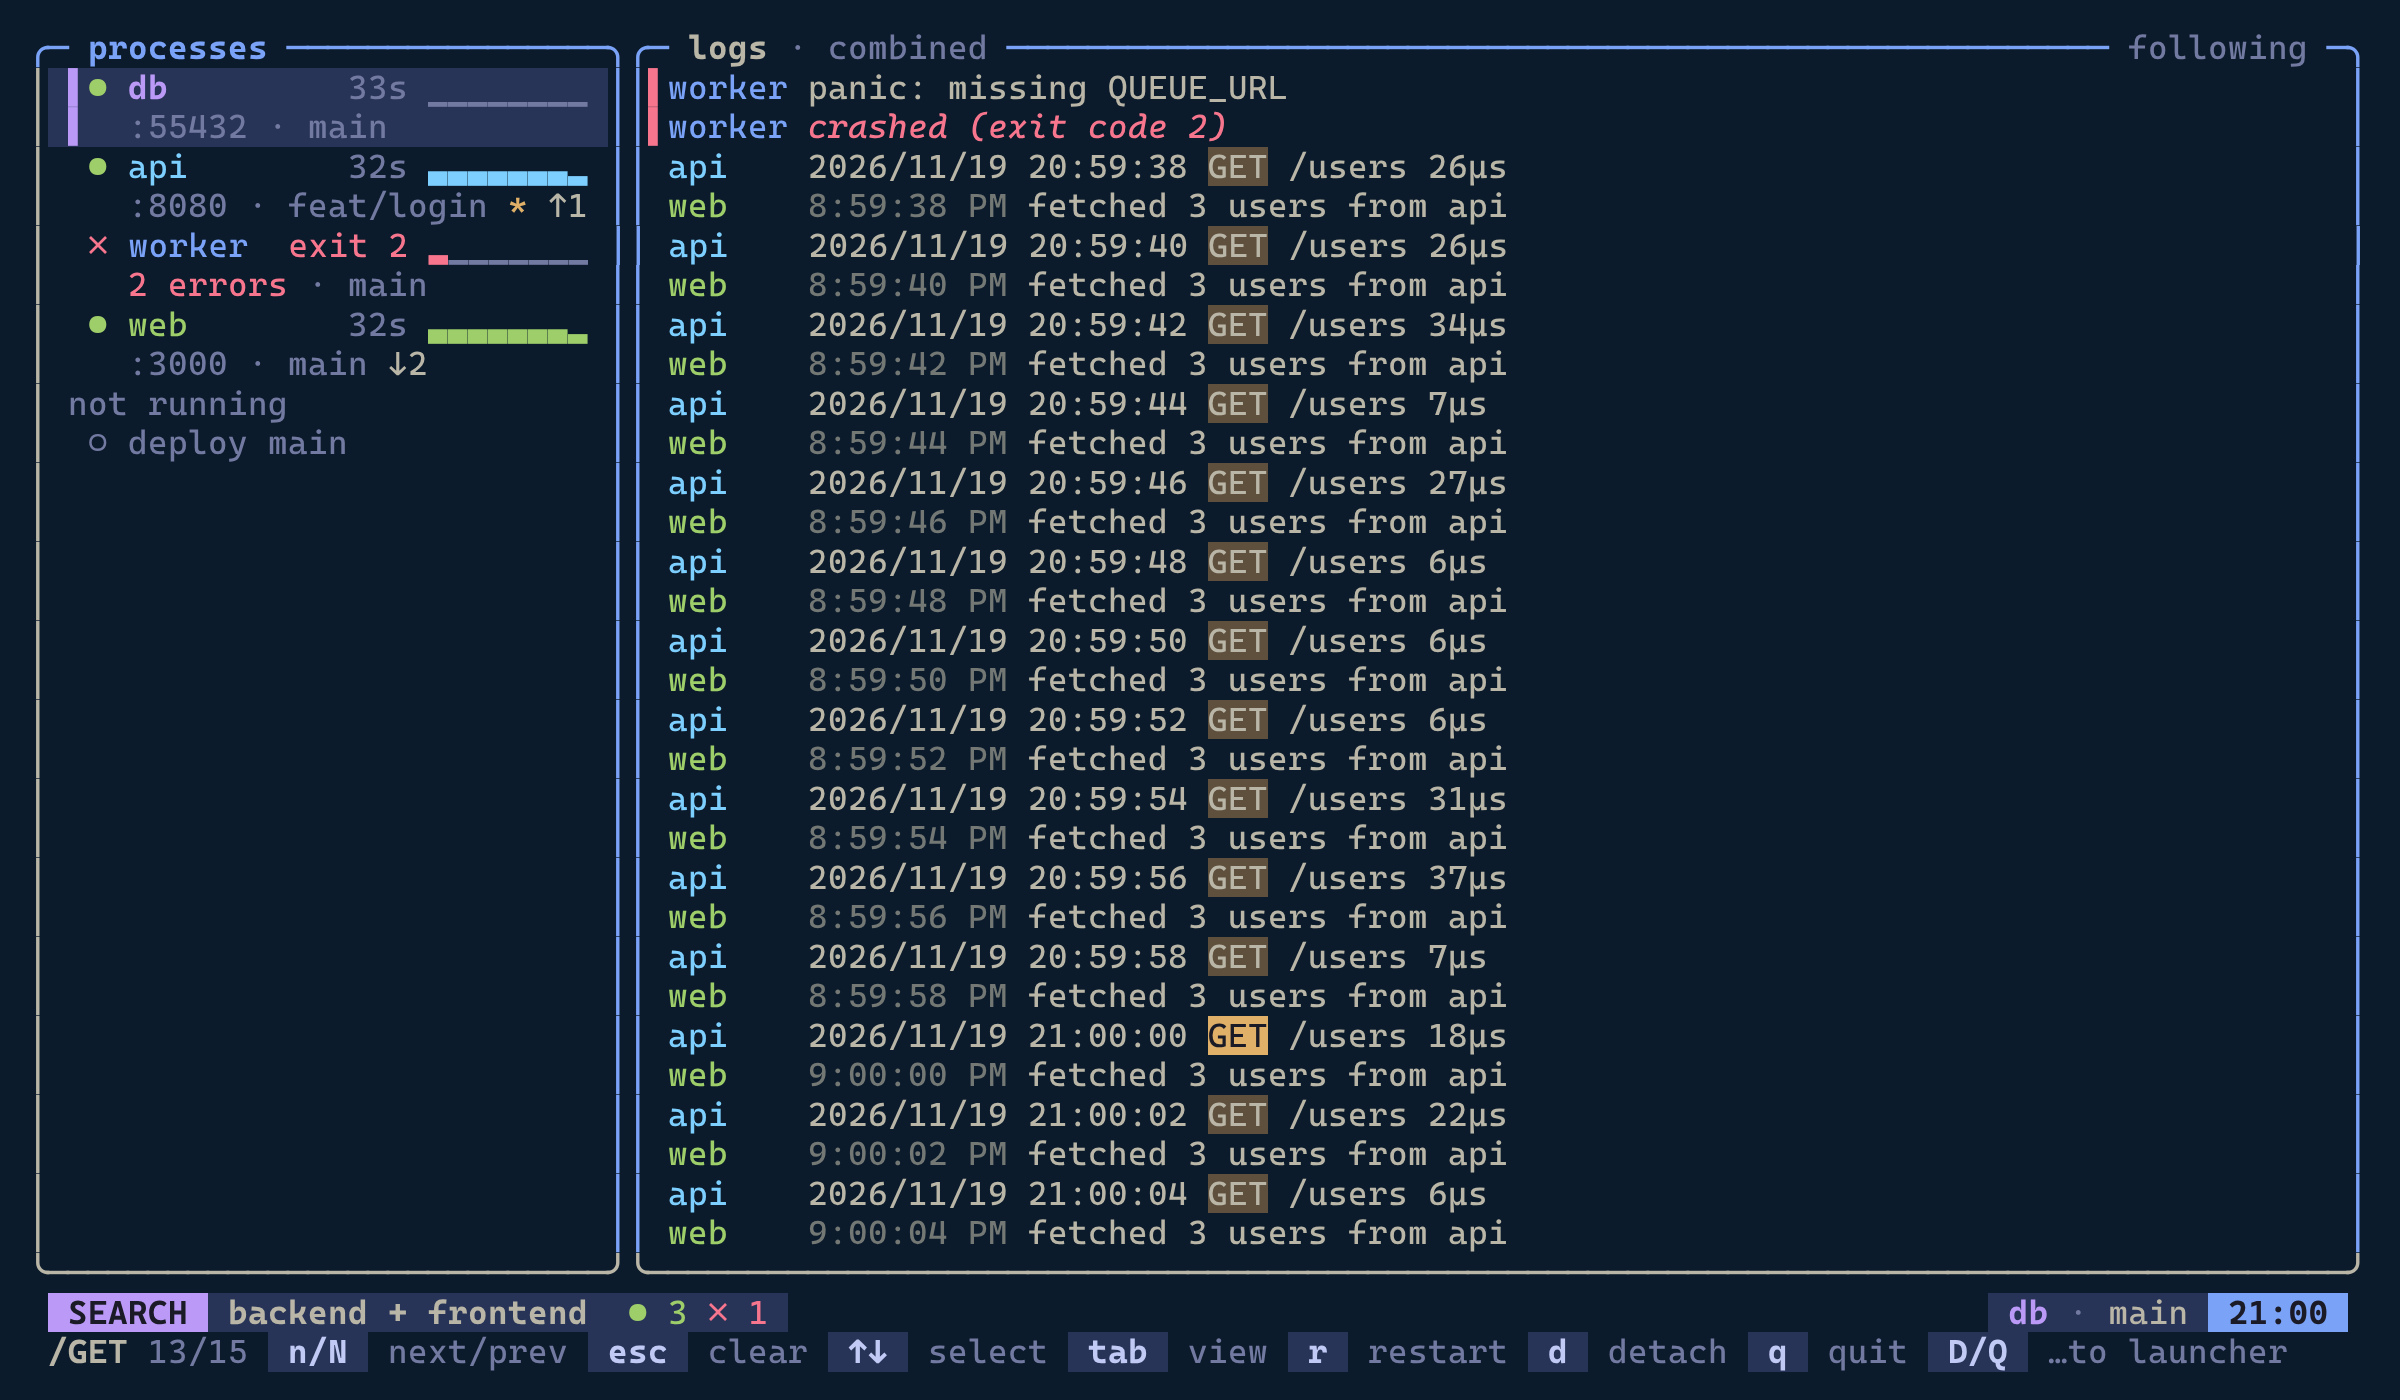 processes
● db 33s
:55432 · main
● api 32s
:8080 · feat/login * ↑1
✕ worker exit 2
2 errors · main
● web 32s
:3000 · main ↓2
not running
○ deploy main
logs · combined following
worker panic: missing QUEUE_URL
worker crashed (exit code 2)
api 2026/11/19 20:59:38 GET /users 26µs
web 8:59:38 PM fetched 3 users from api
api 2026/11/19 20:59:40 GET /users 26µs
web 8:59:40 PM fetched 3 users from api
api 2026/11/19 20:59:42 GET /users 34µs
web 8:59:42 PM fetched 3 users from api
api 2026/11/19 20:59:44 GET /users 7µs
web 8:59:44 PM fetched 3 users from api
api 2026/11/19 20:59:46 GET /users 27µs
web 8:59:46 PM fetched 3 users from api
api 2026/11/19 20:59:48 GET /users 6µs
web 8:59:48 PM fetched 3 users from api
api 2026/11/19 20:59:50 GET /users 6µs
web 8:59:50 PM fetched 3 users from api
api 2026/11/19 20:59:52 GET /users 6µs
web 8:59:52 PM fetched 3 users from api
api 2026/11/19 20:59:54 GET /users 31µs
web 8:59:54 PM fetched 3 users from api
api 2026/11/19 20:59:56 GET /users 37µs
web 8:59:56 PM fetched 3 users from api
api 2026/11/19 20:59:58 GET /users 7µs
web 8:59:58 PM fetched 3 users from api
api 2026/11/19 21:00:00 GET /users 18µs
web 9:00:00 PM fetched 3 users from api
api 2026/11/19 21:00:02 GET /users 22µs
web 9:00:02 PM fetched 3 users from api
api 2026/11/19 21:00:04 GET /users 6µs
web 9:00:04 PM fetched 3 users from api
SEARCH backend + frontend ● 3 ✕ 1 db · main 21:00
/GET 13/15 n/N next/prev esc clear ↑↓ select tab view r restart d detach q quit D/Q …to launcher